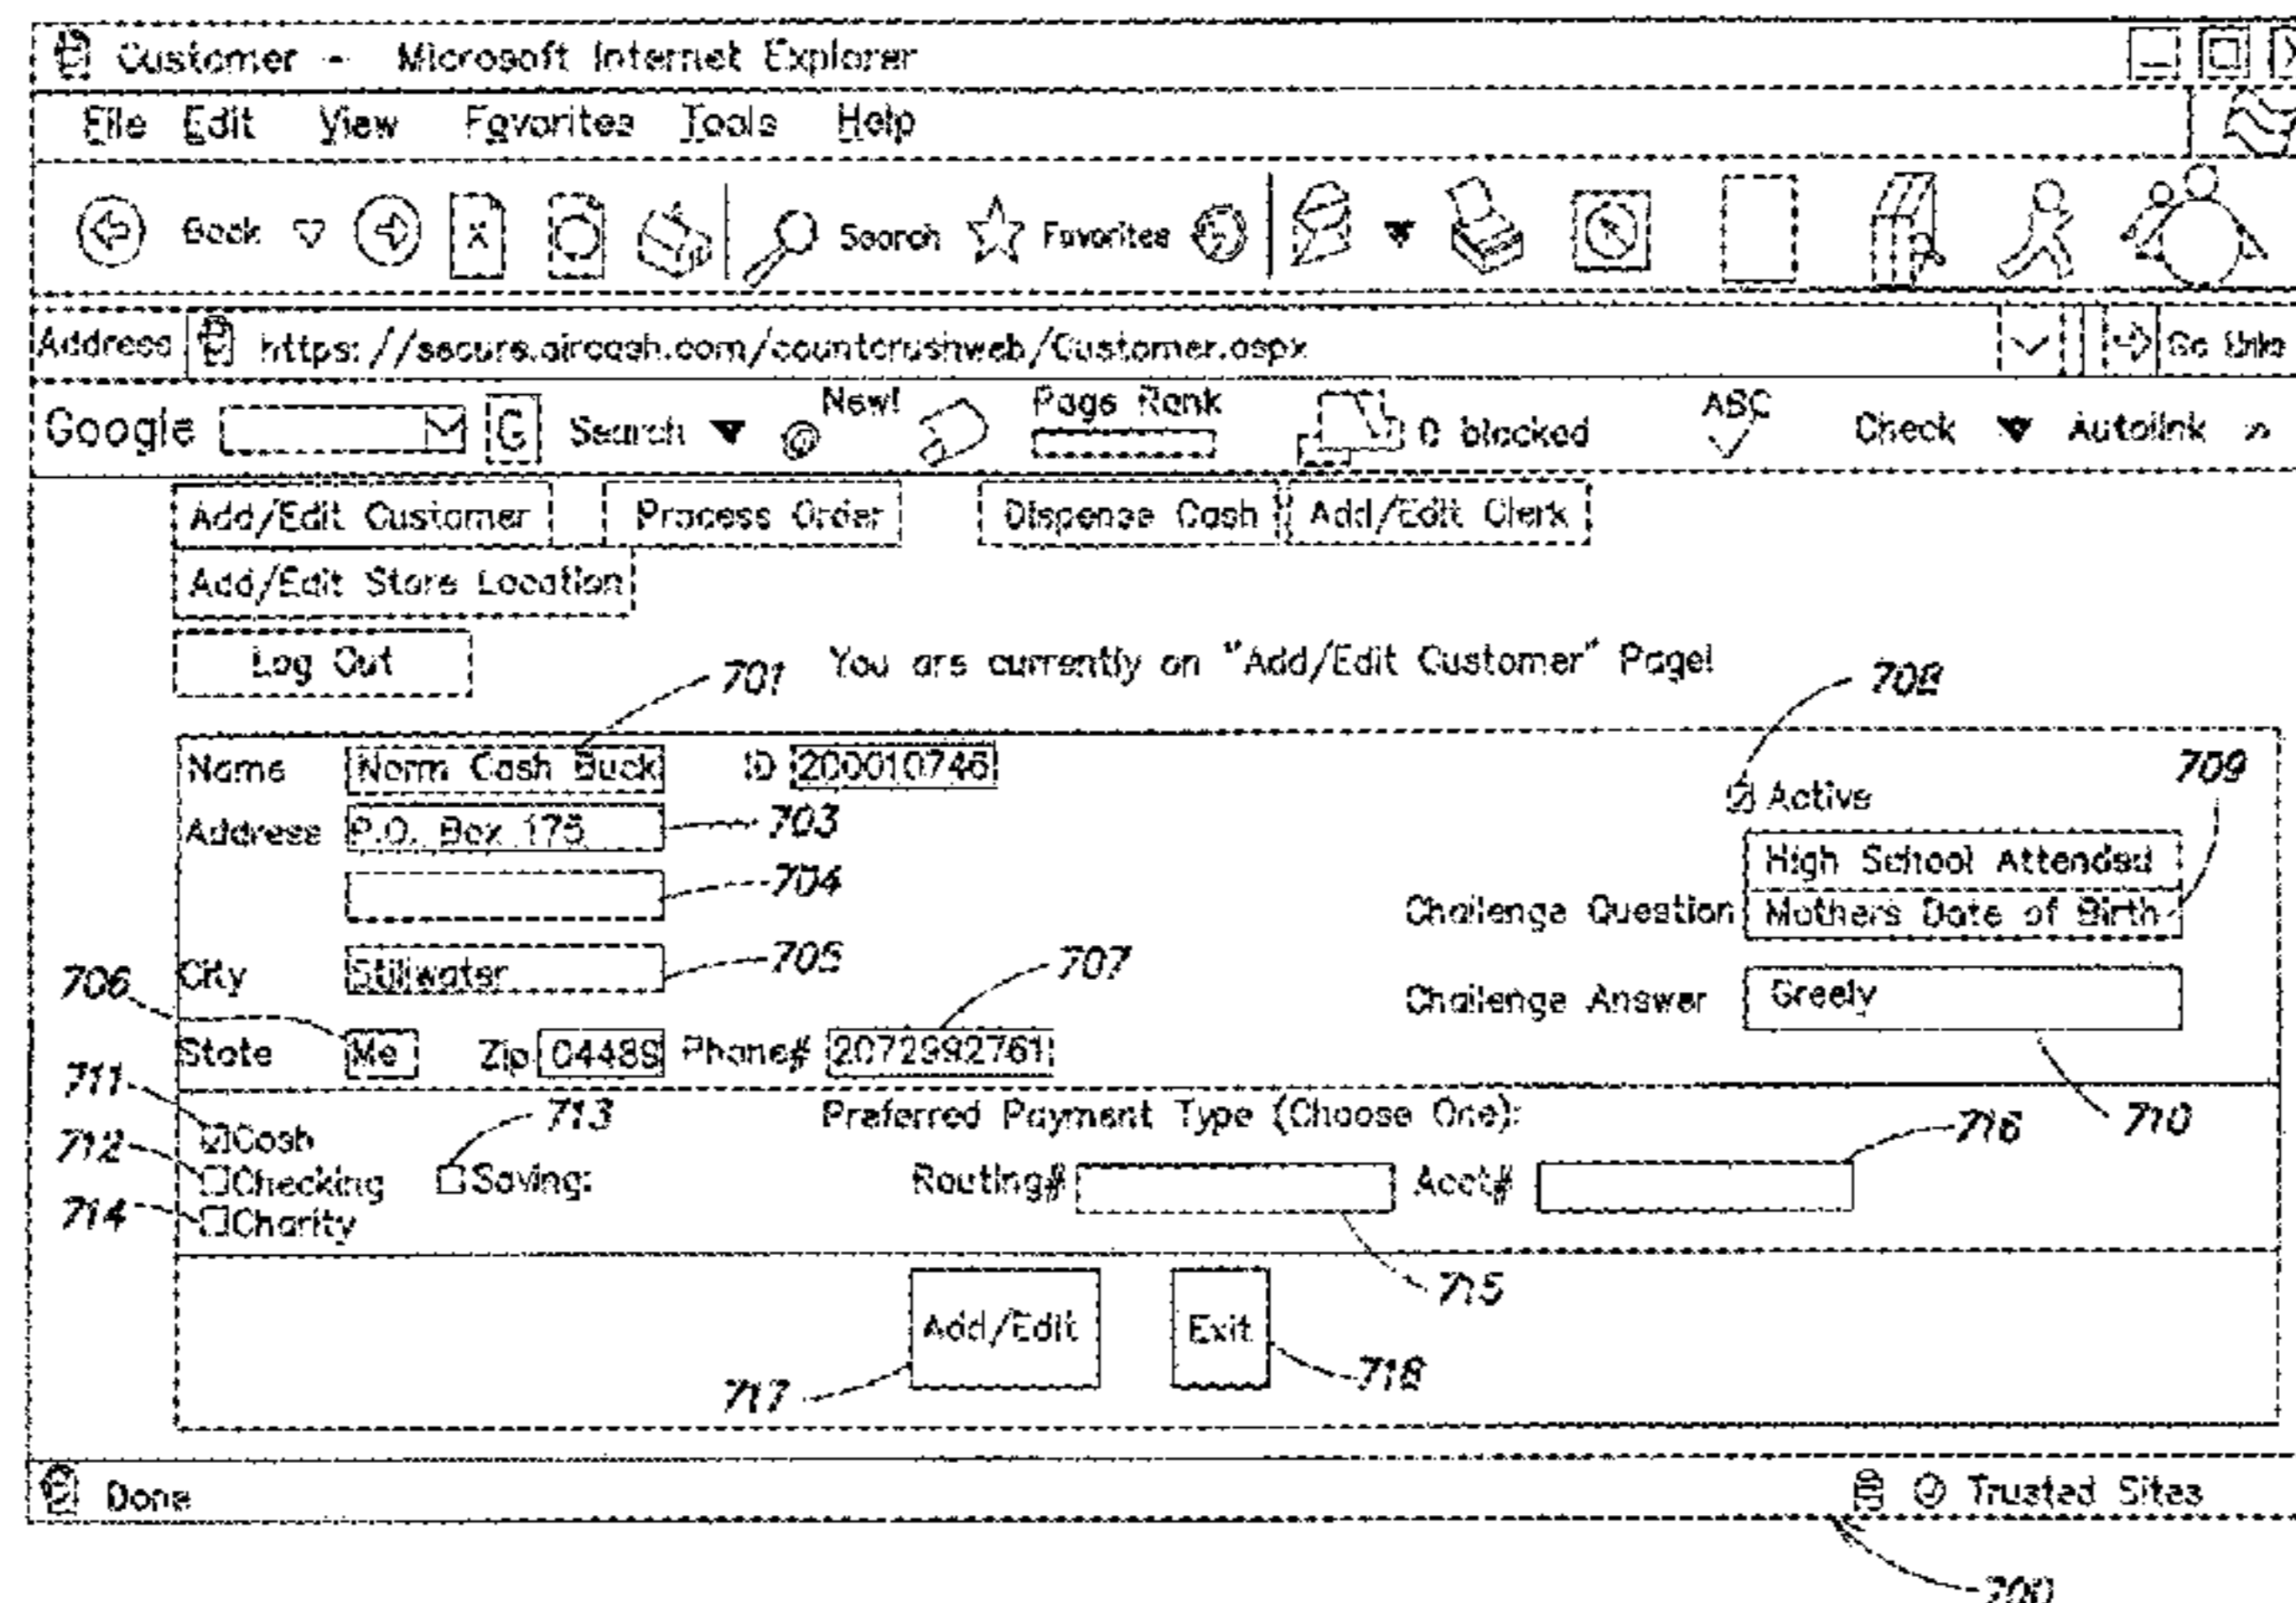 Customer - Microsoft Internet Explorer
File Edit View Favorites Tools Help
Back Search Favorites
Address https://secure.aircash.com/countcrushweb/Customer.aspx Go Links
Google G Search New! Page Rank 0 blocked ABC Check Autolink »
Add/Edit Customer Process Order Dispense Cash Add/Edit Clerk
Add/Edit Store Location
Log Out 701 You are currently on "Add/Edit Customer" Page! 708
Name Norm Cash Buck ID 200010746 709
Active
Address P.O. Box 175 703
High School Attended
704
Challenge Question Mothers Date of Birth
706 City Stillwater 705 707
Challenge Answer Greely
State Me Zip 04489 Phone# 2072992761
711 713 Preferred Payment Type (Choose One): 716 710
Cash
712 Checking Saving: Routing# Acct#
714 Charity
715
Add/Edit Exit
717 718
Done Trusted Sites
700